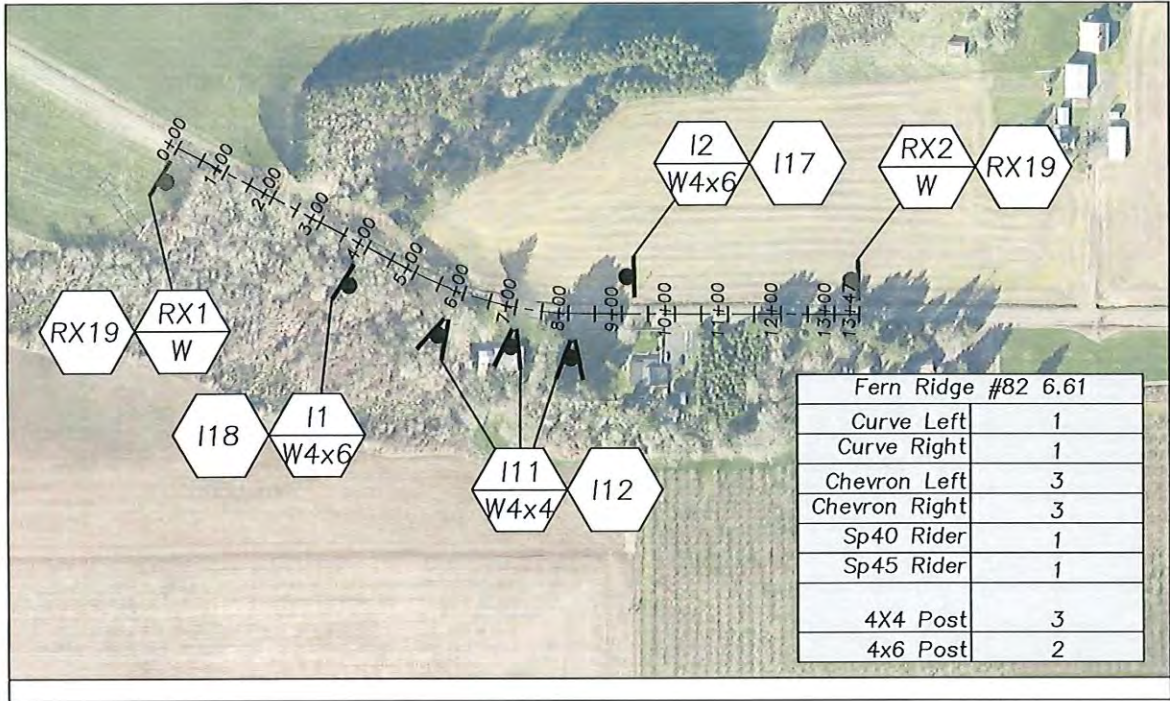 0+00
1+00
2+00
3+00
4+00
5+00
6+00
7+00
8+00
9+00
10+00
11+00
12+00
13+00
13+47
I2
W4x6
I17
RX2
W
RX19
RX19
RX1
W
I18
I1
W4x6
I11
W4x4
I12
Fern Ridge #82 6.61
Curve Left 1
Curve Right 1
Chevron Left 3
Chevron Right 3
Sp40 Rider 1
Sp45 Rider 1
4X4 Post 3
4x6 Post 2